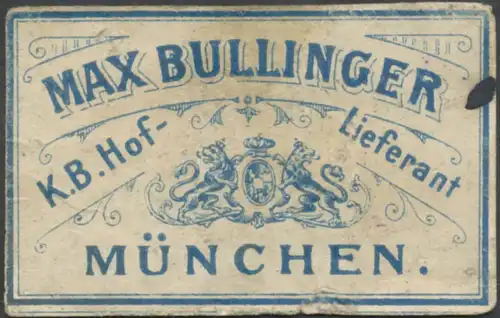 MAX BULLINGER
K.B. Hof-Lieferant
MÜNCHEN.